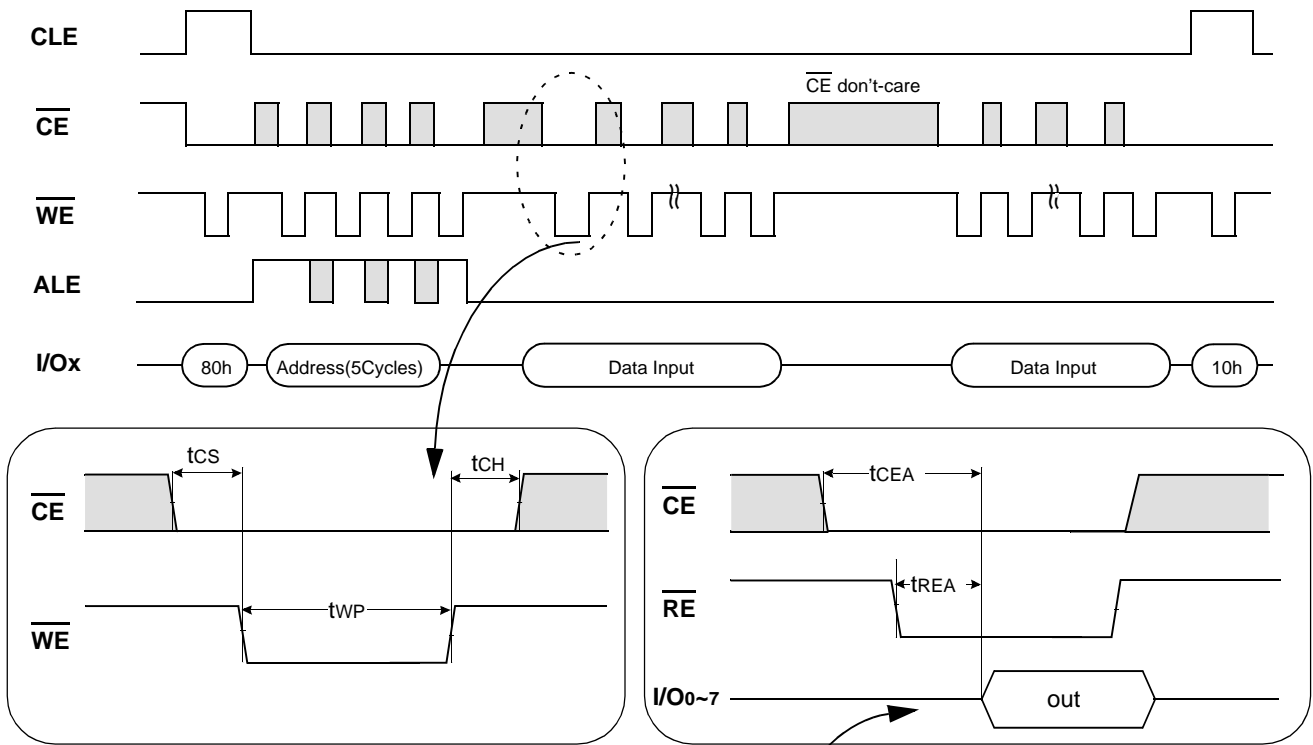 CLE
CE don't-care
CE
WE
ALE
I/Ox 80h Address(5Cycles) Data Input Data Input 10h
tCS tCH
CE
tWP
WE
tCEA
CE
tREA
RE
I/O0~7 out